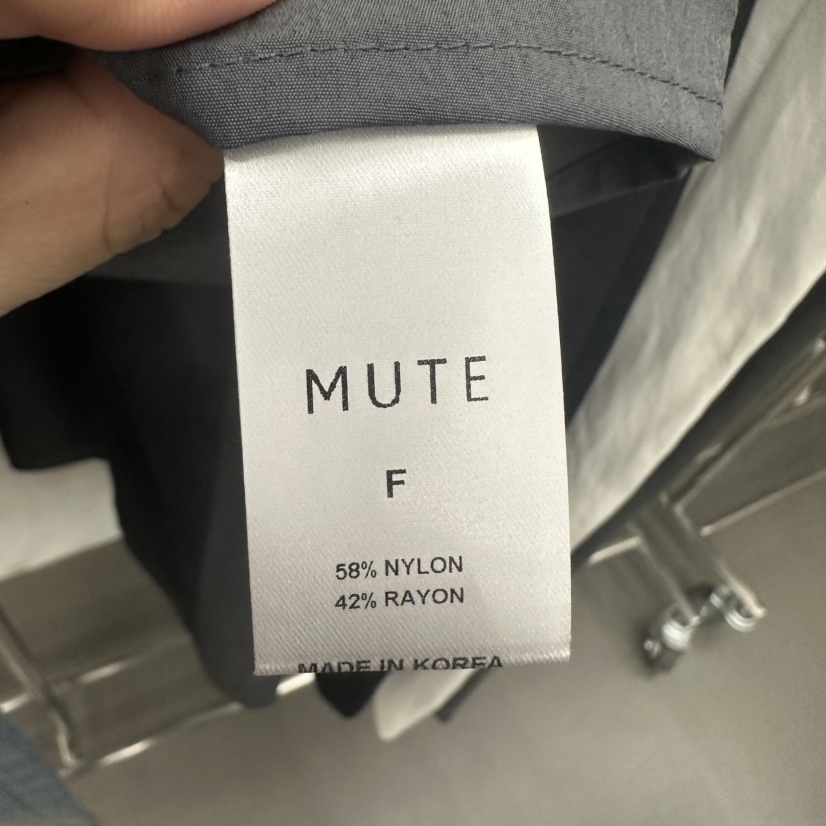 MUTE
F
58% NYLON
42% RAYON
MADE IN KOREA